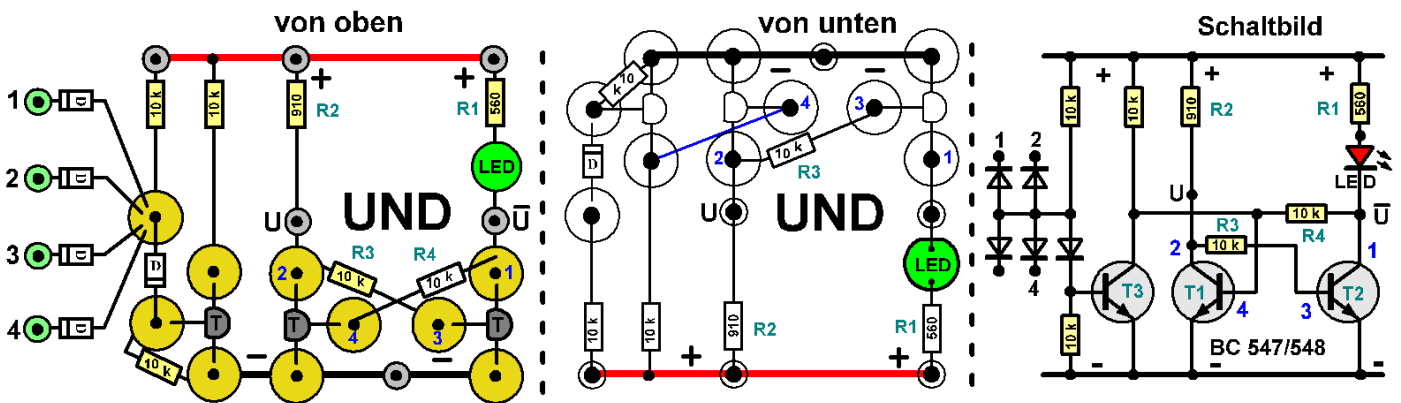 von oben
1
2
3
4
D
D
D
D
D
10 k
10 k
910
R2
+
+
R1
560
LED
U
UND
U̅
R3
R4
2
10 k
10 k
1
T
T
T
4
3
10 k
–
–
von unten
10 k
–
–
4
3
D
2
10 k
R3
1
U
UND
LED
10 k
10 k
910
R2
R1
560
+
+
Schaltbild
+
+
+
10 k
10 k
910
R2
R1
560
1
2
LED
U
U̅
R3
10 k
10 k
R4
2
1
T3
T1
T2
4
3
4
10 k
BC 547/548
-
-
-